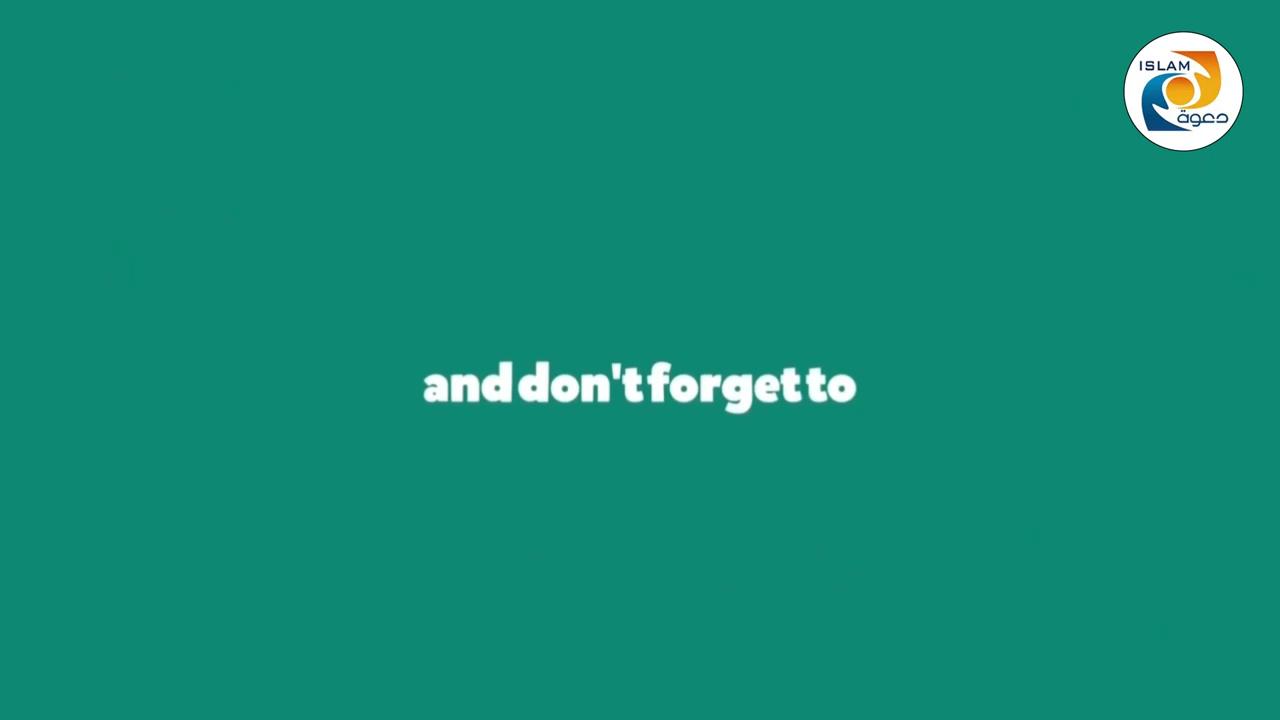 ISLAM
دعوة
and don't forget to